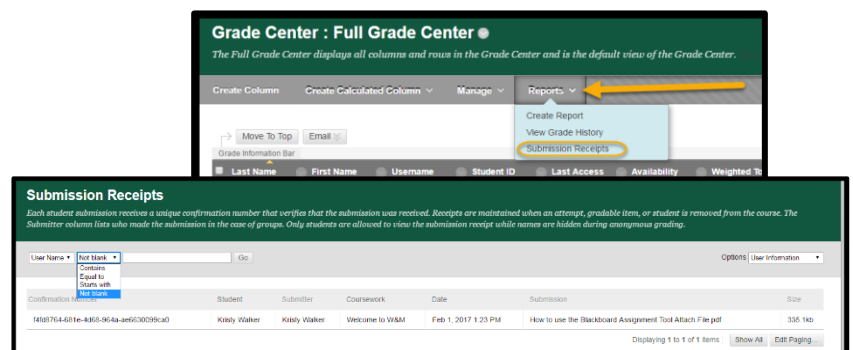 Grade Center : Full Grade Center
The Full Grade Center displays all columns and rows in the Grade Center and is the default view of the Grade Center.
Create Column Create Calculated Column Manage Reports
Create Report
View Grade History
Submission Receipts
Move To Top Email
Grade Information Bar
Last Name First Name Username Student ID Last Access Availability Weighted To
Submission Receipts
Each student submission receives a unique confirmation number that verifies that the submission was received. Receipts are maintained when an attempt, gradable item, or student is removed from the course. The
Submitter column lists who made the submission in the case of groups. Only students are allowed to view the submission receipt while names are hidden during anonymous grading.
User Name Not blank Go Options User Information
Contains
Equal to
Starts with
Not blank
Confirmation Number Student Submitter Coursework Date Submission Size
f4fd8764-681e-4d68-964a-ae6630099ca0 Kristy Walker Kristy Walker Welcome to W&M Feb 1, 2017 1:23 PM How to use the Blackboard Assignment Tool Attach File.pdf 335.1kb
Displaying 1 to 1 of 1 items Show All Edit Paging...